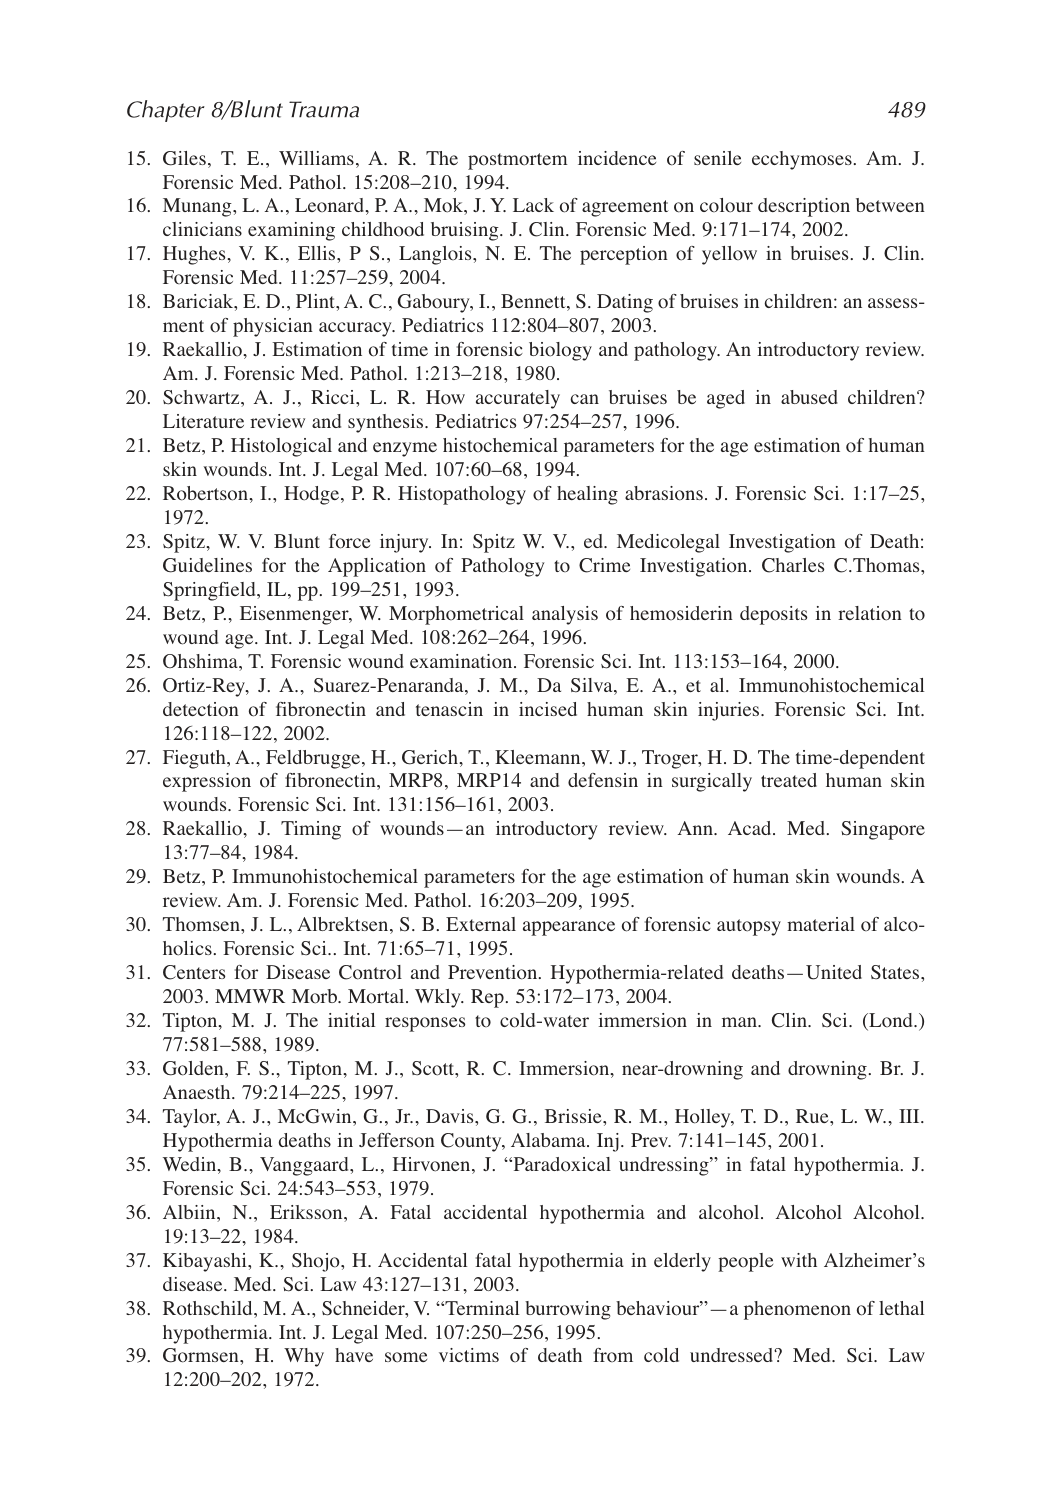 Chapter 8/Blunt Trauma 489
15. Giles, T. E., Williams, A. R. The postmortem incidence of senile ecchymoses. Am. J.
Forensic Med. Pathol. 15:208–210, 1994.
16. Munang, L. A., Leonard, P. A., Mok, J. Y. Lack of agreement on colour description between
clinicians examining childhood bruising. J. Clin. Forensic Med. 9:171–174, 2002.
17. Hughes, V. K., Ellis, P S., Langlois, N. E. The perception of yellow in bruises. J. Clin.
Forensic Med. 11:257–259, 2004.
18. Bariciak, E. D., Plint, A. C., Gaboury, I., Bennett, S. Dating of bruises in children: an assess-
ment of physician accuracy. Pediatrics 112:804–807, 2003.
19. Raekallio, J. Estimation of time in forensic biology and pathology. An introductory review.
Am. J. Forensic Med. Pathol. 1:213–218, 1980.
20. Schwartz, A. J., Ricci, L. R. How accurately can bruises be aged in abused children?
Literature review and synthesis. Pediatrics 97:254–257, 1996.
21. Betz, P. Histological and enzyme histochemical parameters for the age estimation of human
skin wounds. Int. J. Legal Med. 107:60–68, 1994.
22. Robertson, I., Hodge, P. R. Histopathology of healing abrasions. J. Forensic Sci. 1:17–25,
1972.
23. Spitz, W. V. Blunt force injury. In: Spitz W. V., ed. Medicolegal Investigation of Death:
Guidelines for the Application of Pathology to Crime Investigation. Charles C.Thomas,
Springfield, IL, pp. 199–251, 1993.
24. Betz, P., Eisenmenger, W. Morphometrical analysis of hemosiderin deposits in relation to
wound age. Int. J. Legal Med. 108:262–264, 1996.
25. Ohshima, T. Forensic wound examination. Forensic Sci. Int. 113:153–164, 2000.
26. Ortiz-Rey, J. A., Suarez-Penaranda, J. M., Da Silva, E. A., et al. Immunohistochemical
detection of fibronectin and tenascin in incised human skin injuries. Forensic Sci. Int.
126:118–122, 2002.
27. Fieguth, A., Feldbrugge, H., Gerich, T., Kleemann, W. J., Troger, H. D. The time-dependent
expression of fibronectin, MRP8, MRP14 and defensin in surgically treated human skin
wounds. Forensic Sci. Int. 131:156–161, 2003.
28. Raekallio, J. Timing of wounds—an introductory review. Ann. Acad. Med. Singapore
13:77–84, 1984.
29. Betz, P. Immunohistochemical parameters for the age estimation of human skin wounds. A
review. Am. J. Forensic Med. Pathol. 16:203–209, 1995.
30. Thomsen, J. L., Albrektsen, S. B. External appearance of forensic autopsy material of alco-
holics. Forensic Sci.. Int. 71:65–71, 1995.
31. Centers for Disease Control and Prevention. Hypothermia-related deaths—United States,
2003. MMWR Morb. Mortal. Wkly. Rep. 53:172–173, 2004.
32. Tipton, M. J. The initial responses to cold-water immersion in man. Clin. Sci. (Lond.)
77:581–588, 1989.
33. Golden, F. S., Tipton, M. J., Scott, R. C. Immersion, near-drowning and drowning. Br. J.
Anaesth. 79:214–225, 1997.
34. Taylor, A. J., McGwin, G., Jr., Davis, G. G., Brissie, R. M., Holley, T. D., Rue, L. W., III.
Hypothermia deaths in Jefferson County, Alabama. Inj. Prev. 7:141–145, 2001.
35. Wedin, B., Vanggaard, L., Hirvonen, J. “Paradoxical undressing” in fatal hypothermia. J.
Forensic Sci. 24:543–553, 1979.
36. Albiin, N., Eriksson, A. Fatal accidental hypothermia and alcohol. Alcohol Alcohol.
19:13–22, 1984.
37. Kibayashi, K., Shojo, H. Accidental fatal hypothermia in elderly people with Alzheimer’s
disease. Med. Sci. Law 43:127–131, 2003.
38. Rothschild, M. A., Schneider, V. “Terminal burrowing behaviour”—a phenomenon of lethal
hypothermia. Int. J. Legal Med. 107:250–256, 1995.
39. Gormsen, H. Why have some victims of death from cold undressed? Med. Sci. Law
12:200–202, 1972.